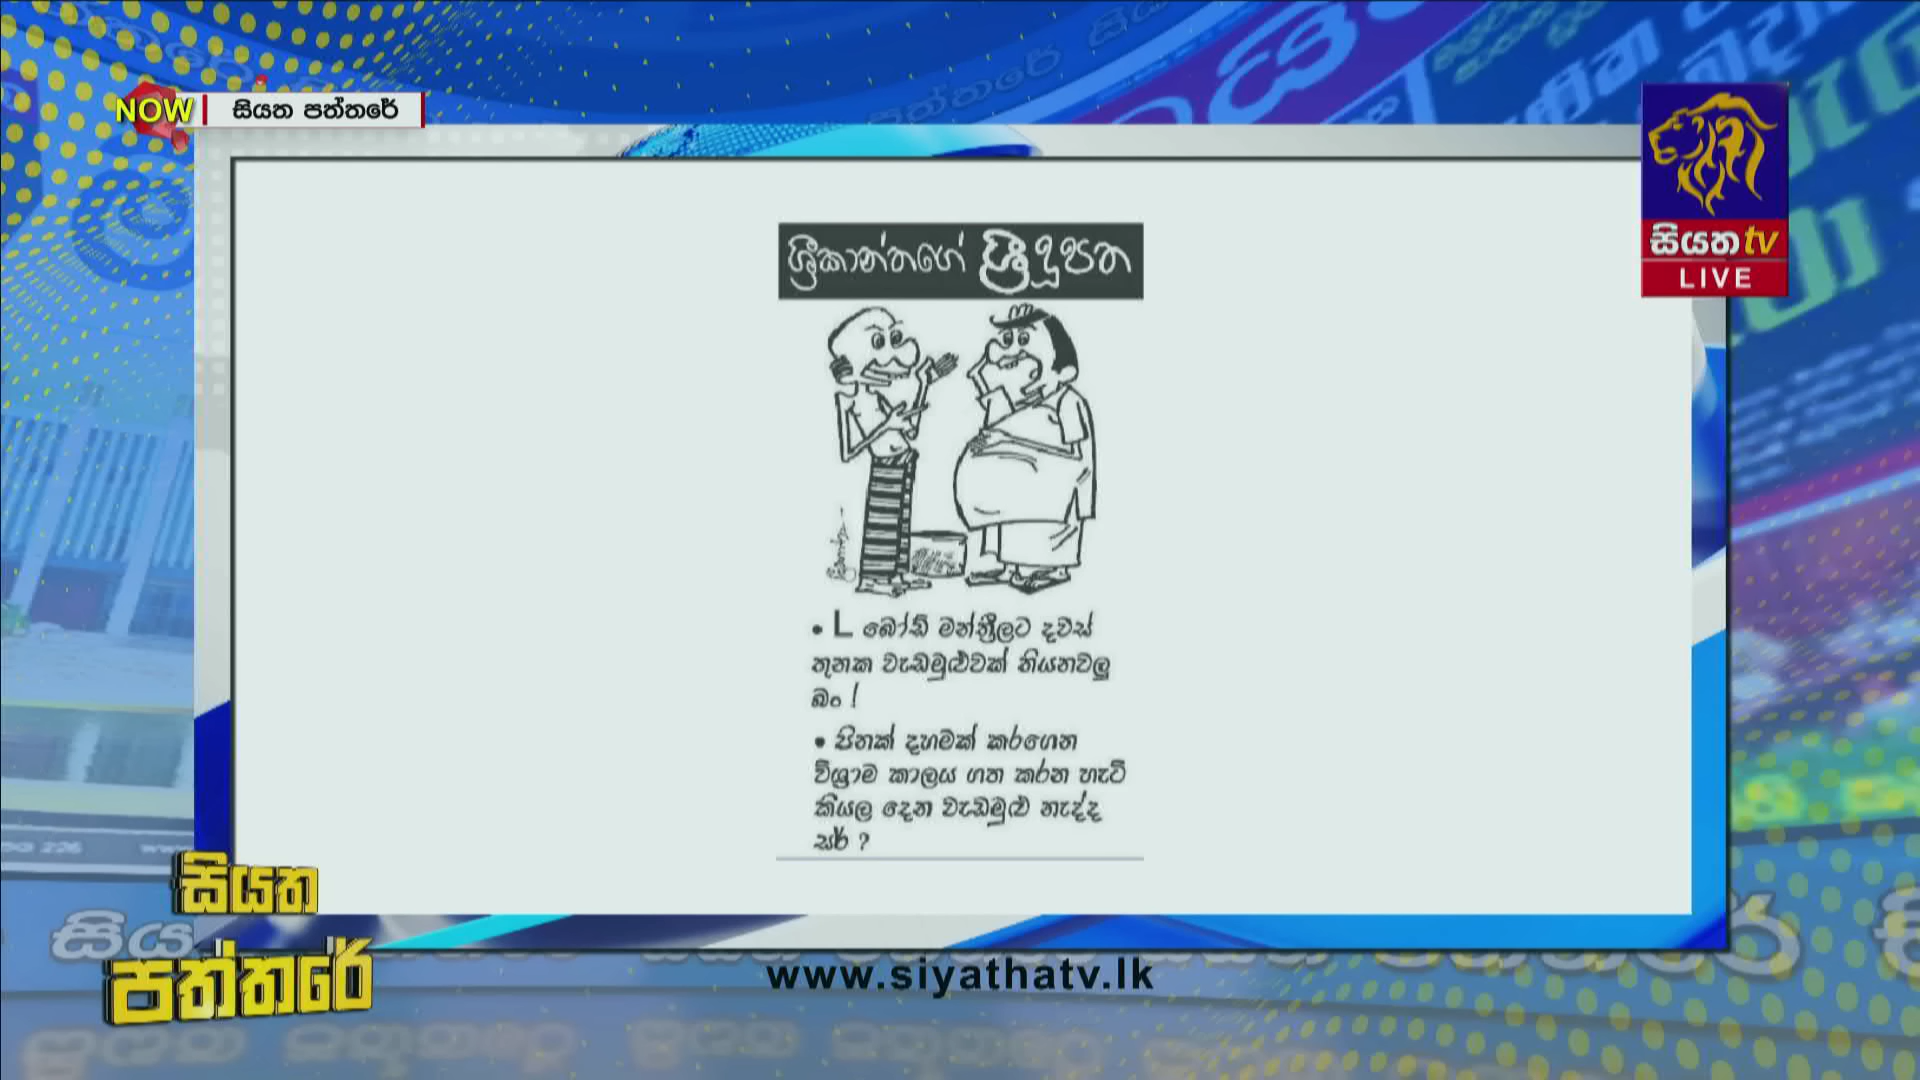 NOW
සියත පත්තරේ
සියත tv
LIVE
ශ්‍රීකාන්තගේ ශ්‍රී දූපත
• L බෝඩ් මන්ත්‍රීලට දවස්
තුනක වැඩමුළුවක් තියනවලු
බං !
• පිනක් දහමක් කරගෙන
විශ්‍රාම කාලය ගත කරන හැටි
කියල දෙන වැඩමුළු නැද්ද
සර් ?
සියත
පත්තරේ
www.siyathatv.lk